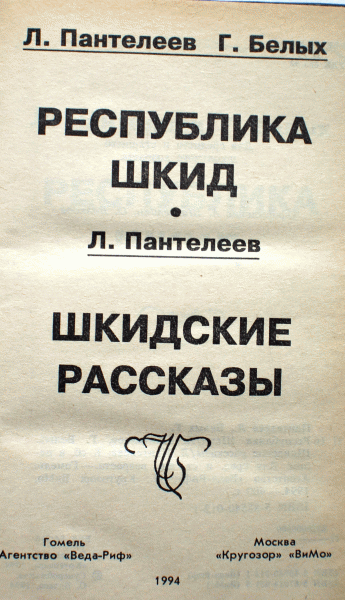 Л. Пантелеев Г. Белых
РЕСПУБЛИКА
ШКИД
•
Л. Пантелеев
ШКИДСКИЕ
РАССКАЗЫ
Гомель Москва
Агентство «Веда-Риф» «Кругозор» «ВиМо»
1994